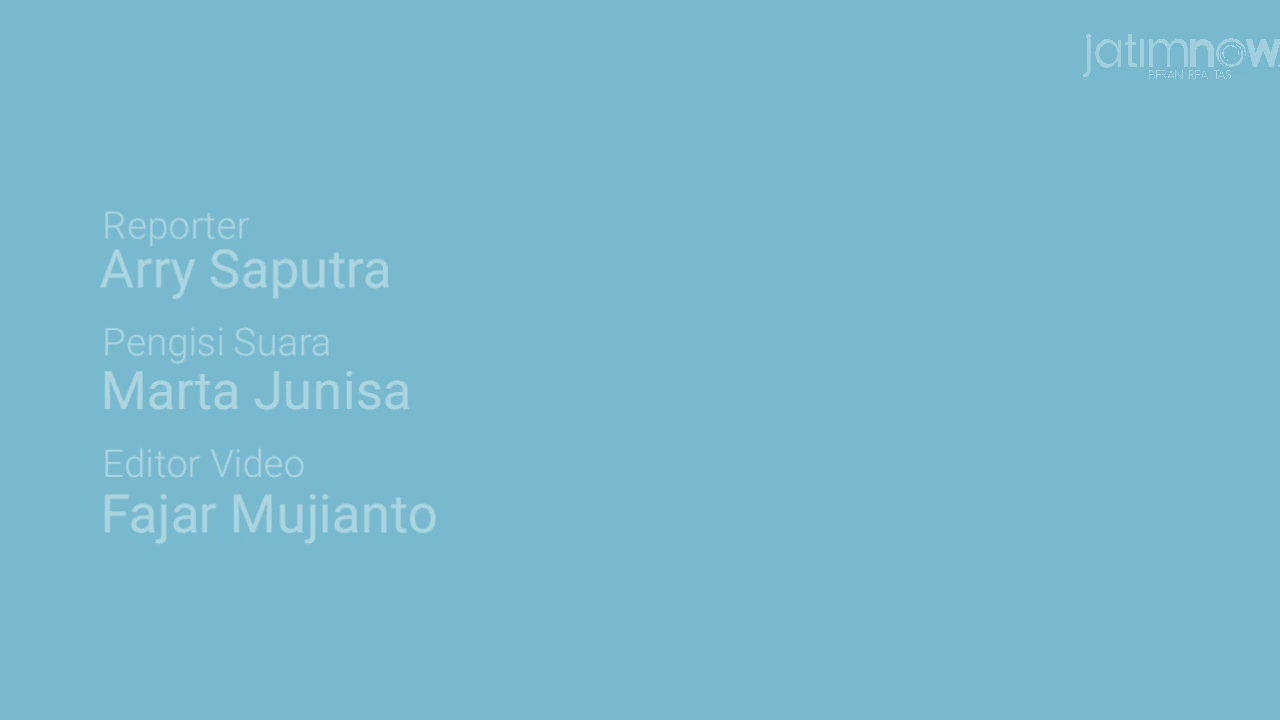 jatimnow
Reporter
Arry Saputra
Pengisi Suara
Marta Junisa
Editor Video
Fajar Mujianto